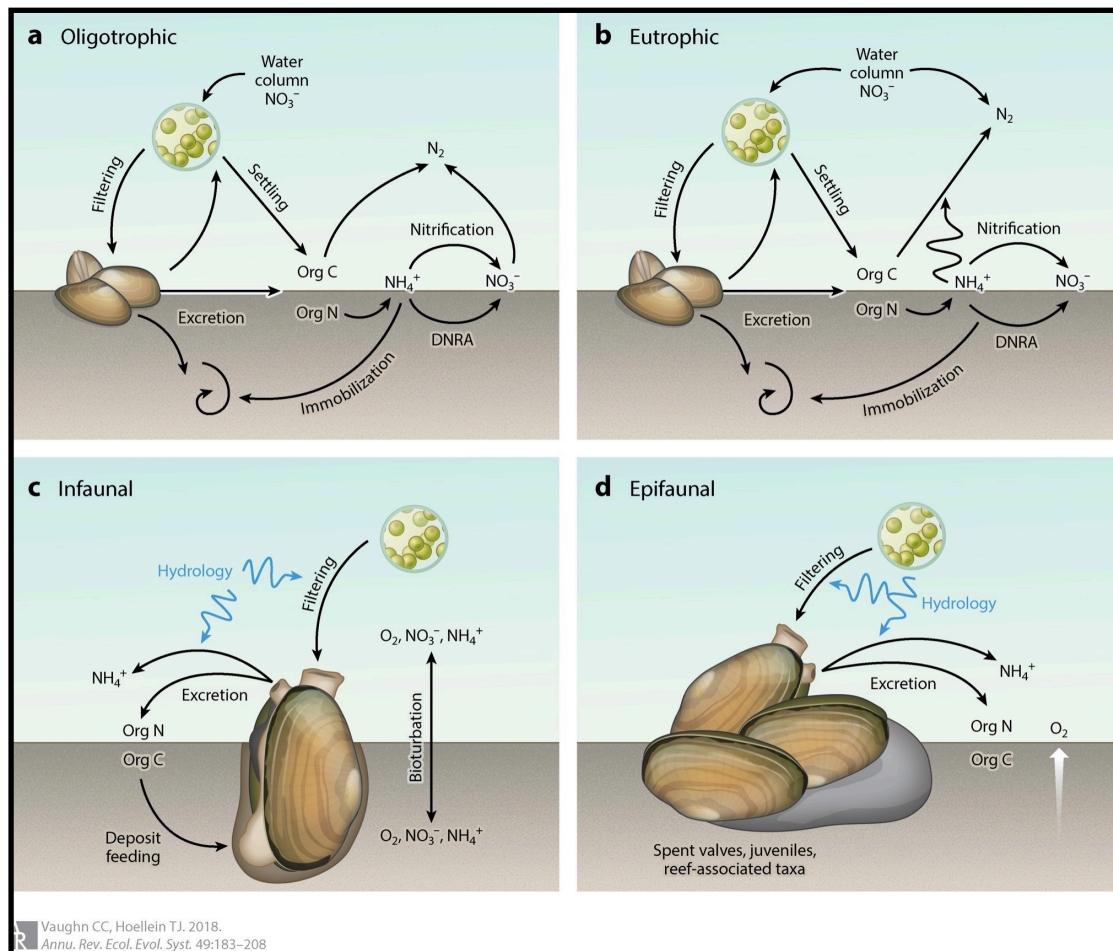 a Oligotrophic
Water
column
NO₃⁻
Filtering
Settling
N₂
Nitrification
Org C
NH₄⁺
NO₃⁻
Excretion
Org N
DNRA
Immobilization
b Eutrophic
Water
column
NO₃⁻
N₂
Filtering
Settling
Nitrification
Org C
NH₄⁺
NO₃⁻
Excretion
Org N
DNRA
Immobilization
c Infaunal
Hydrology
Filtering
O₂, NO₃⁻, NH₄⁺
NH₄⁺
Excretion
Org N
Org C
Bioturbation
Deposit
feeding
O₂, NO₃⁻, NH₄⁺
d Epifaunal
Filtering
Hydrology
Excretion
NH₄⁺
Org N
O₂
Org C
Spent valves, juveniles,
reef-associated taxa
AR Vaughn CC, Hoellein TJ. 2018.
Annu. Rev. Ecol. Evol. Syst. 49:183–208